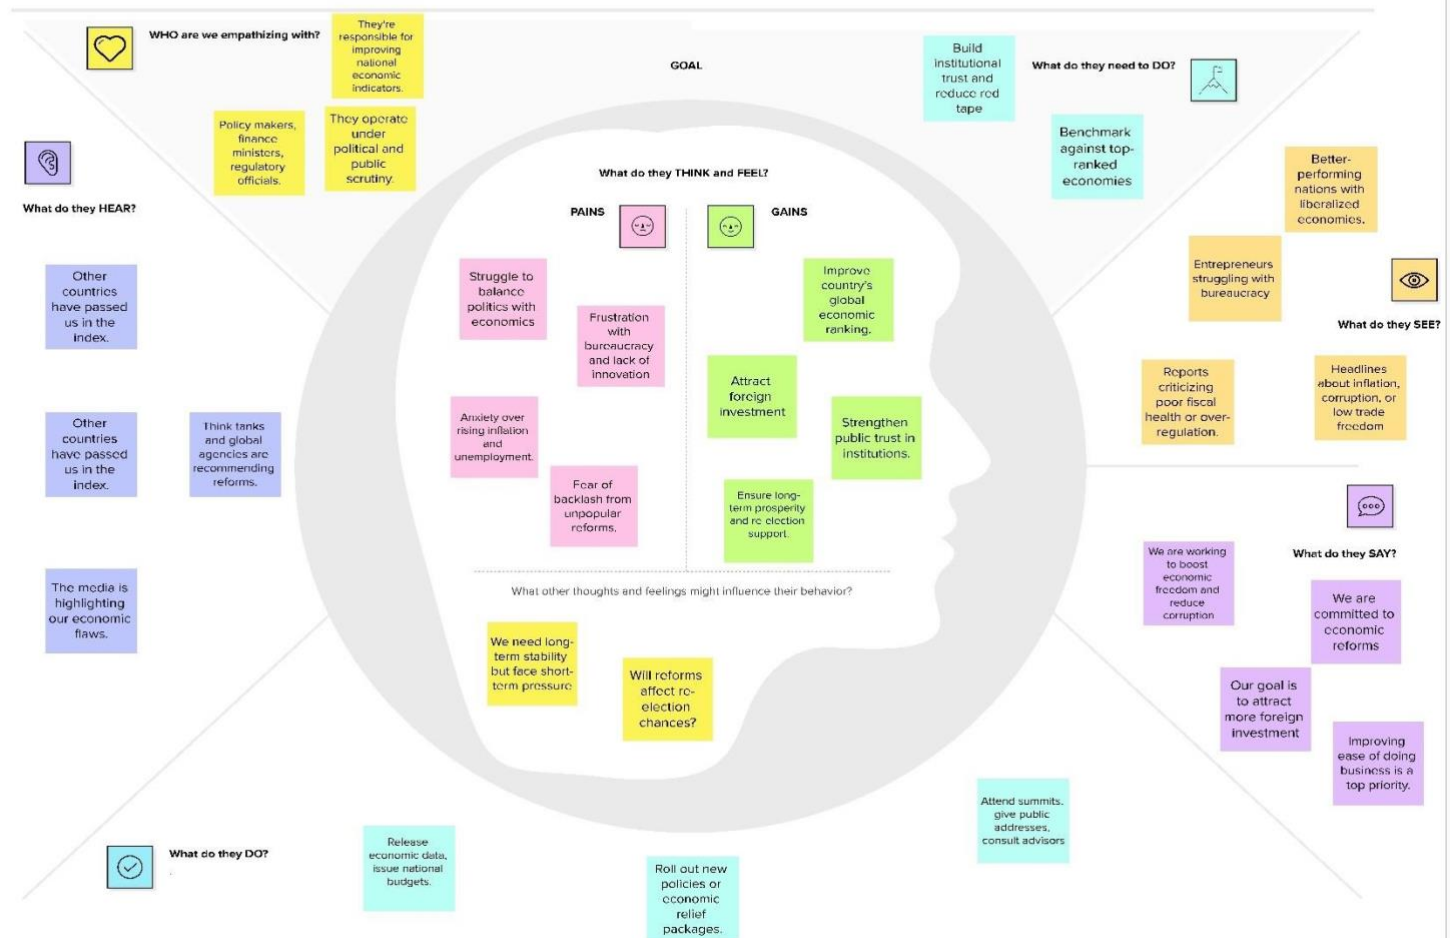 WHO are we empathizing with?
They're
responsible for
improving
national
economic
indicators.
Policy makers,
finance
ministers,
regulatory
officials.
They operate
under
political and
public
scrutiny.
GOAL
Build
institutional
trust and
reduce red
tape
What do they need to DO?
Benchmark
against top-
ranked
economies
What do they HEAR?
Other
countries
have passed
us in the
index.
Other
countries
have passed
us in the
index.
Think tanks
and global
agencies are
recommending
reforms.
The media is
highlighting
our economic
flaws.
What do they THINK and FEEL?
PAINS
Struggle to
balance
politics with
economics
Frustration
with
bureaucracy
and lack of
innovation
Anxiety over
rising inflation
and
unemployment.
Fear of
backlash from
unpopular
reforms.
GAINS
Improve
country's
global
economic
ranking.
Attract
foreign
investment
Strengthen
public trust in
institutions.
Ensure long-
term prosperity
and re election
support.
What other thoughts and feelings might influence their behavior?
We need long-
term stability
but face short-
term pressure
Will reforms
affect re-
election
chances?
Better-
performing
nations with
liberalized
economies.
Entrepreneurs
struggling with
bureaucracy
What do they SEE?
Reports
criticizing
poor fiscal
health or over-
regulation.
Headlines
about inflation,
corruption, or
low trade
freedom
What do they SAY?
We are working
to boost
economic
freedom and
reduce
corruption
We are
committed to
economic
reforms
Our goal is
to attract
more foreign
investment
Improving
ease of doing
business is a
top priority.
What do they DO?
Release
economic data,
issue national
budgets.
Roll out new
policies or
economic
relief
packages.
Attend summits.
give public
addresses,
consult advisors